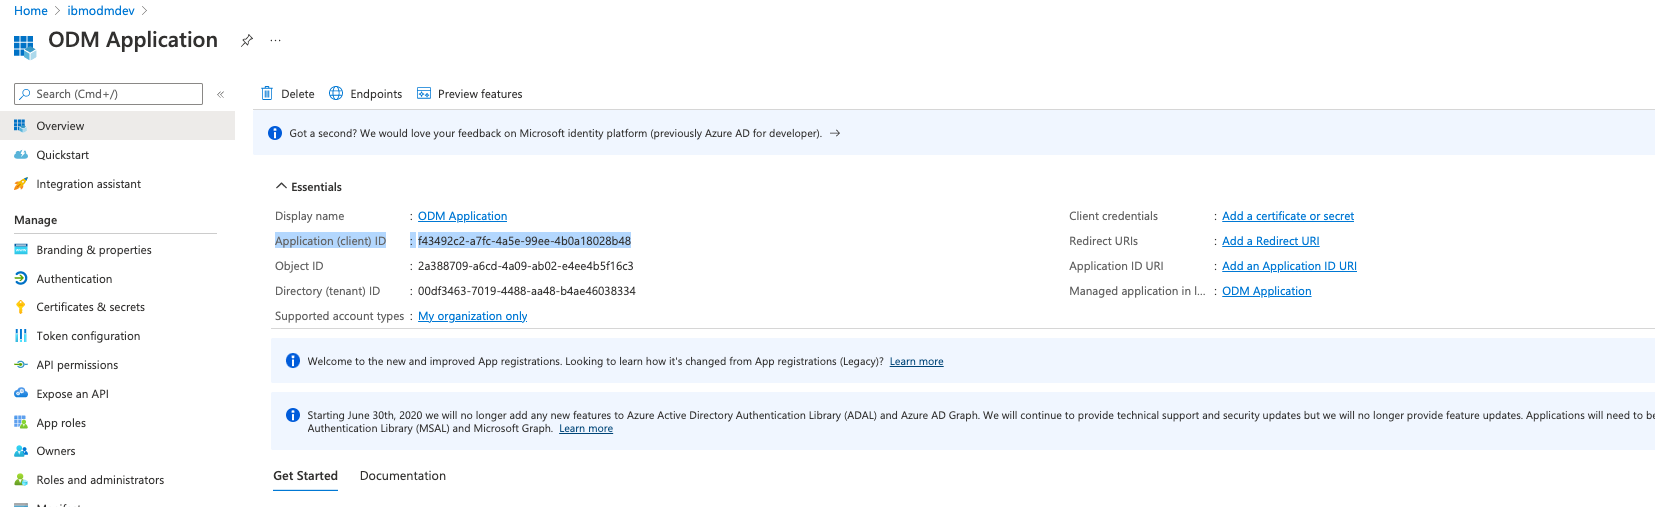 Home > ibmodmdev >
ODM Application ...
Search (Cmd+/) «
Overview
Quickstart
Integration assistant
Manage
Branding & properties
Authentication
Certificates & secrets
Token configuration
API permissions
Expose an API
App roles
Owners
Roles and administrators
Delete Endpoints Preview features
Got a second? We would love your feedback on Microsoft identity platform (previously Azure AD for developer). →
Essentials
Display name : ODM Application
Application (client) ID : f43492c2-a7fc-4a5e-99ee-4b0a18028b48
Object ID : 2a388709-a6cd-4a09-ab02-e4ee4b5f16c3
Directory (tenant) ID : 00df3463-7019-4488-aa48-b4ae46038334
Supported account types : My organization only
Client credentials : Add a certificate or secret
Redirect URIs : Add a Redirect URI
Application ID URI : Add an Application ID URI
Managed application in l... : ODM Application
Welcome to the new and improved App registrations. Looking to learn how it's changed from App registrations (Legacy)? Learn more
Starting June 30th, 2020 we will no longer add any new features to Azure Active Directory Authentication Library (ADAL) and Azure AD Graph. We will continue to provide technical support and security updates but we will no longer provide feature updates. Applications will need to be
Authentication Library (MSAL) and Microsoft Graph. Learn more
Get Started Documentation